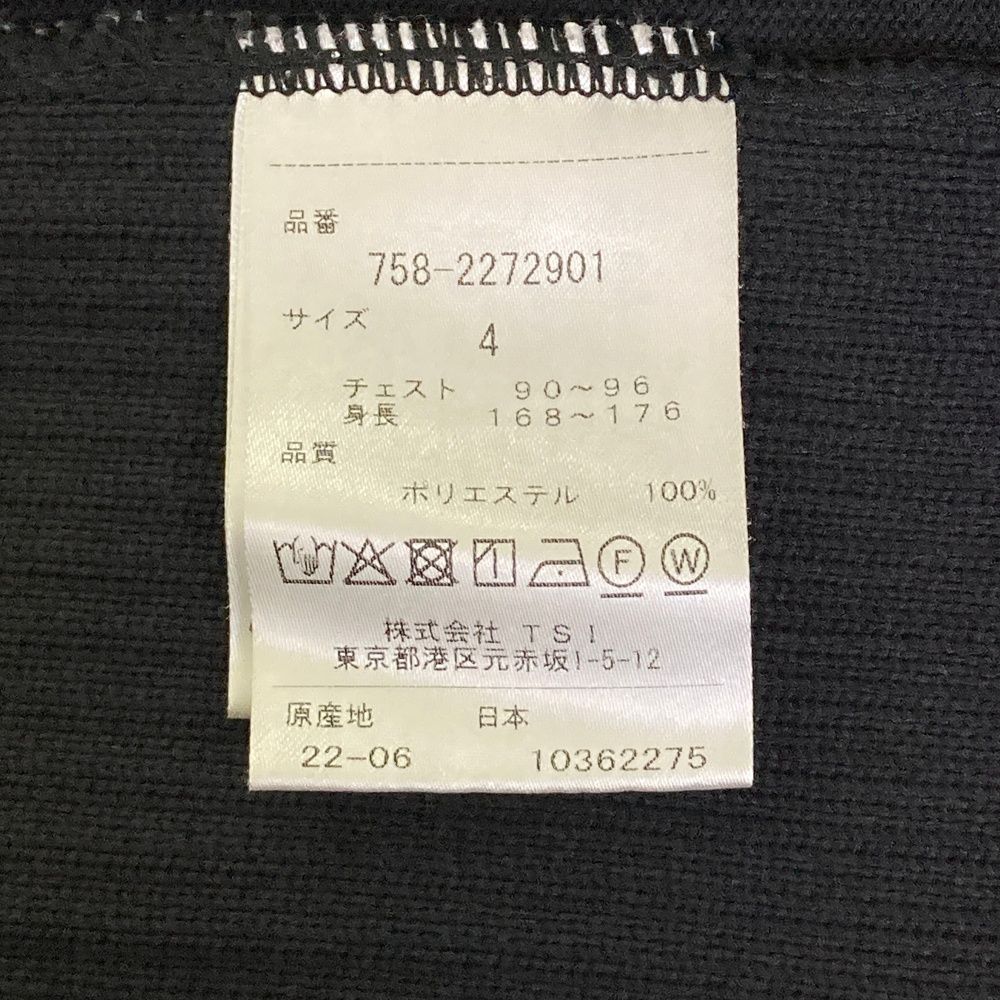 品番
758-2272901
サイズ
4
チェスト 90〜96
身長 168〜176
品質
ポリエステル 100%
F W
株式会社 TSI
東京都港区元赤坂1-5-12
原産地 日本
22-06 10362275